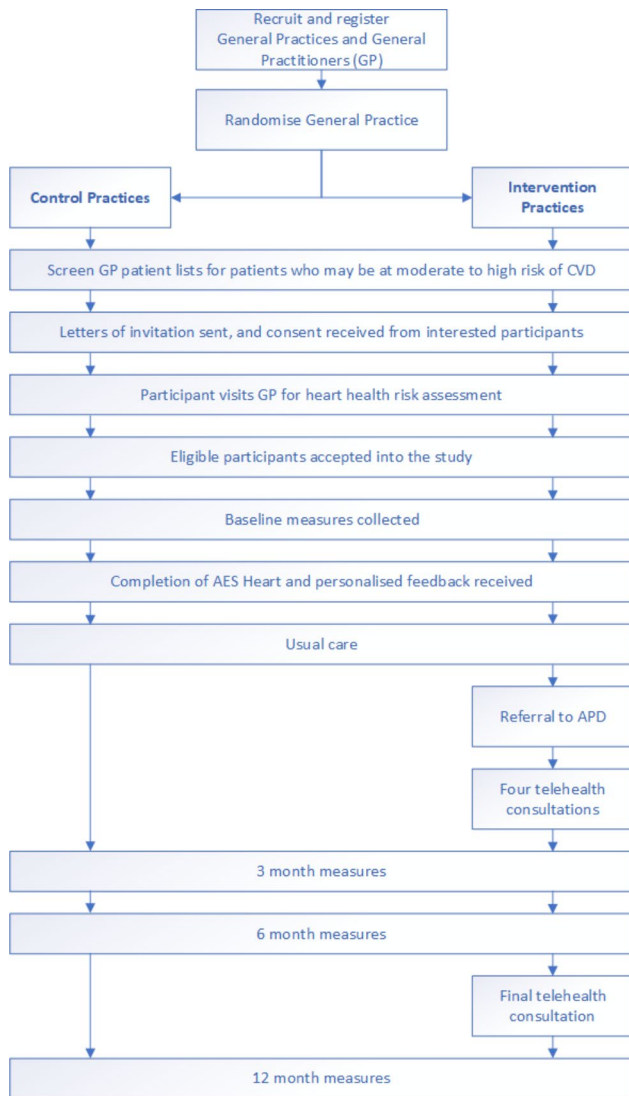 Recruit and register
General Practices and General
Practitioners (GP)
Randomise General Practice
Control Practices
Intervention
Practices
Screen GP patient lists for patients who may be at moderate to high risk of CVD
Letters of invitation sent, and consent received from interested participants
Participant visits GP for heart health risk assessment
Eligible participants accepted into the study
Baseline measures collected
Completion of AES Heart and personalised feedback received
Usual care
Referral to APD
Four telehealth
consultations
3 month measures
6 month measures
Final telehealth
consultation
12 month measures